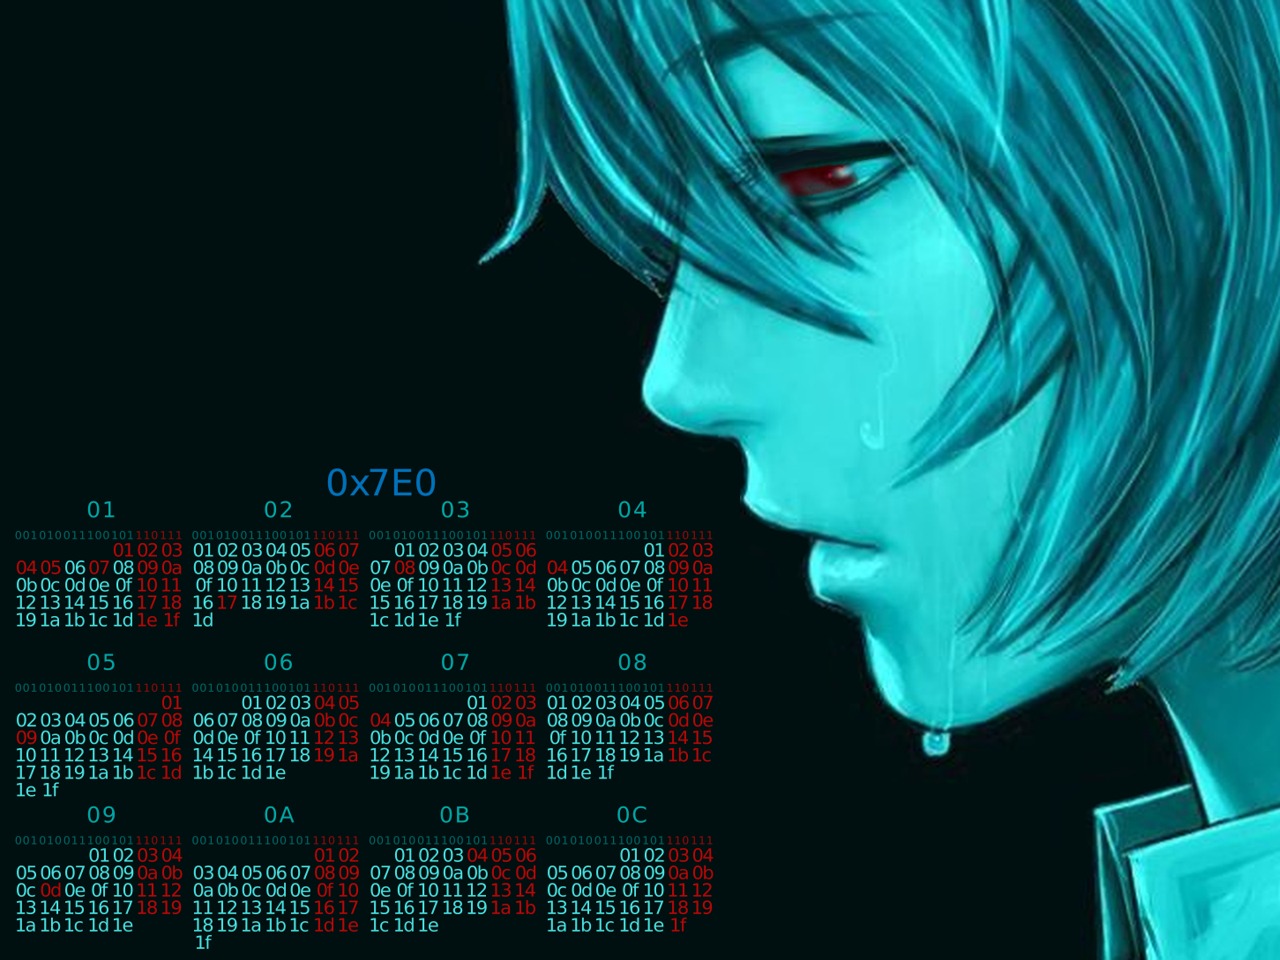 0x7E0
01 02 03 04
001010011100101110111 001010011100101110111 001010011100101110111 001010011100101110111
01 02 03 01 02 03 04 05 06 07 01 02 03 04 05 06 01 02 03
04 05 06 07 08 09 0a 08 09 0a 0b 0c 0d 0e 07 08 09 0a 0b 0c 0d 04 05 06 07 08 09 0a
0b 0c 0d 0e 0f 10 11 0f 10 11 12 13 14 15 0e 0f 10 11 12 13 14 0b 0c 0d 0e 0f 10 11
12 13 14 15 16 17 18 16 17 18 19 1a 1b 1c 15 16 17 18 19 1a 1b 12 13 14 15 16 17 18
19 1a 1b 1c 1d 1e 1f 1d 1c 1d 1e 1f 19 1a 1b 1c 1d 1e
05 06 07 08
001010011100101110111 001010011100101110111 001010011100101110111 001010011100101110111
01 01 02 03 04 05 01 02 03 01 02 03 04 05 06 07
02 03 04 05 06 07 08 06 07 08 09 0a 0b 0c 04 05 06 07 08 09 0a 08 09 0a 0b 0c 0d 0e
09 0a 0b 0c 0d 0e 0f 0d 0e 0f 10 11 12 13 0b 0c 0d 0e 0f 10 11 0f 10 11 12 13 14 15
10 11 12 13 14 15 16 14 15 16 17 18 19 1a 12 13 14 15 16 17 18 16 17 18 19 1a 1b 1c
17 18 19 1a 1b 1c 1d 1b 1c 1d 1e 19 1a 1b 1c 1d 1e 1f 1d 1e 1f
1e 1f
09 0A 0B 0C
001010011100101110111 001010011100101110111 001010011100101110111 001010011100101110111
01 02 03 04 01 02 01 02 03 04 05 06 01 02 03 04
05 06 07 08 09 0a 0b 03 04 05 06 07 08 09 07 08 09 0a 0b 0c 0d 05 06 07 08 09 0a 0b
0c 0d 0e 0f 10 11 12 0a 0b 0c 0d 0e 0f 10 0e 0f 10 11 12 13 14 0c 0d 0e 0f 10 11 12
13 14 15 16 17 18 19 11 12 13 14 15 16 17 15 16 17 18 19 1a 1b 13 14 15 16 17 18 19
1a 1b 1c 1d 1e 18 19 1a 1b 1c 1d 1e 1c 1d 1e 1a 1b 1c 1d 1e 1f
1f